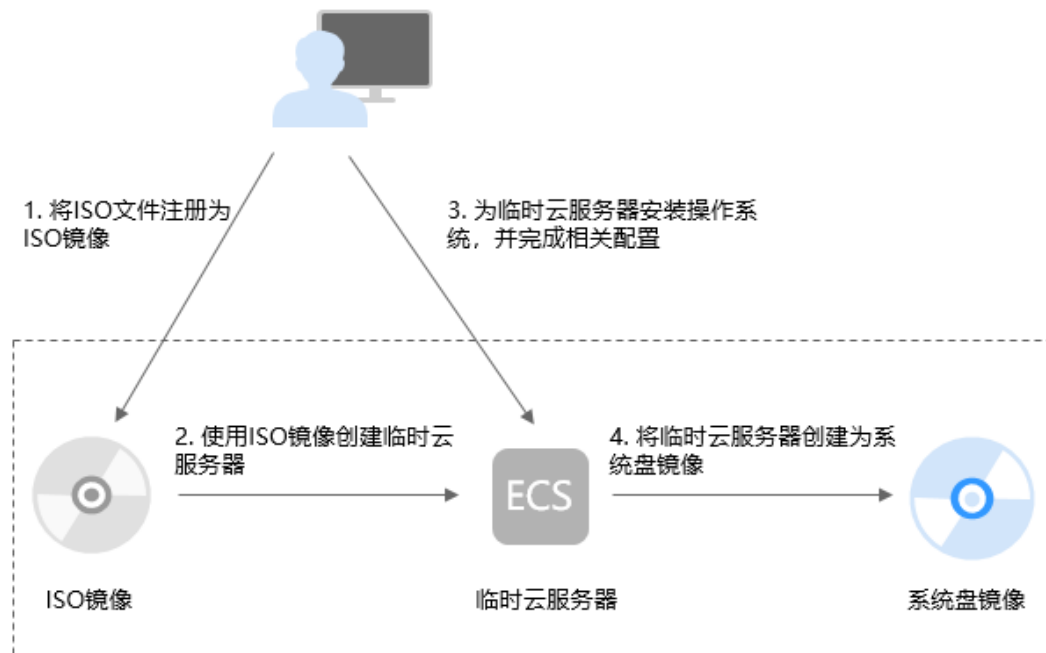 1. 将ISO文件注册为
ISO镜像
3. 为临时云服务器安装操作系
统，并完成相关配置
2. 使用ISO镜像创建临时云
服务器
4. 将临时云服务器创建为系
统盘镜像
ECS
ISO镜像
临时云服务器
系统盘镜像